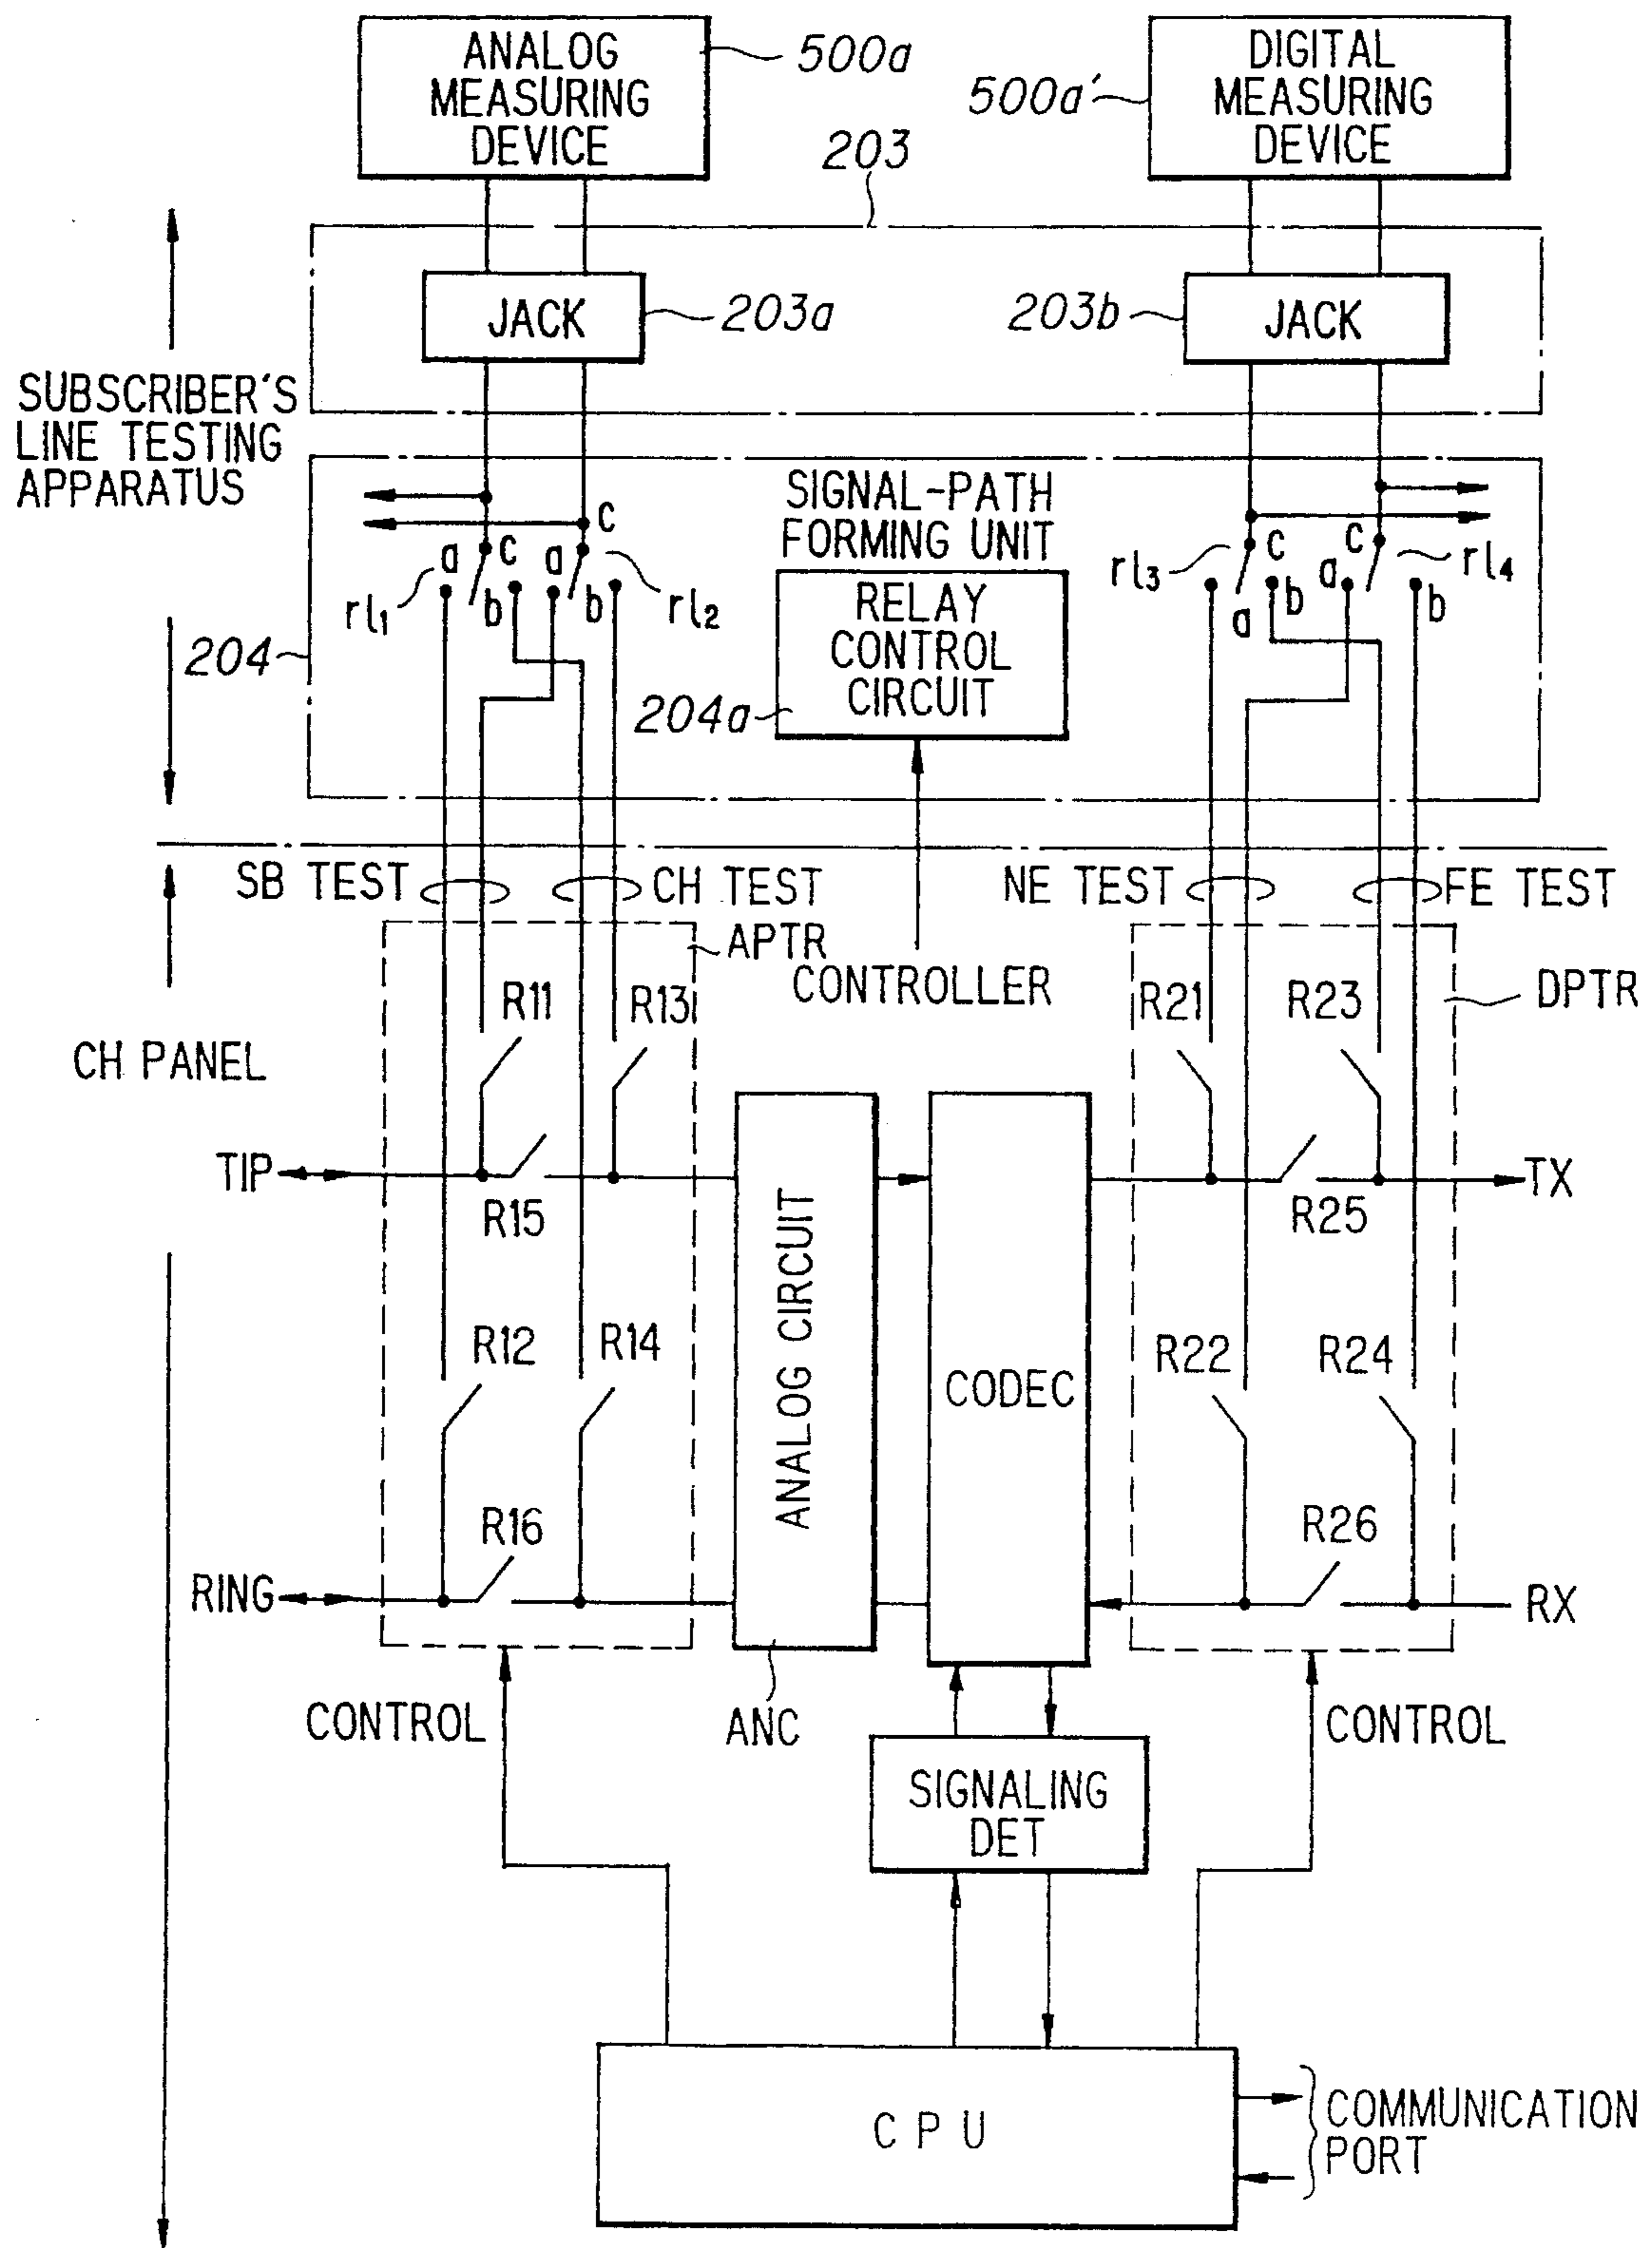 ANALOG
MEASURING
DEVICE
500a
DIGITAL
MEASURING
DEVICE
500a'
203
JACK
203a
203b
JACK
SUBSCRIBER'S
LINE TESTING
APPARATUS
SIGNAL-PATH
FORMING UNIT
c
a
c
a
b
b
rl1
rl2
rl3
c
c
a
rl4
a
b
b
RELAY
CONTROL
CIRCUIT
204
204a
SB TEST
CH TEST
NE TEST
FE TEST
APTR
CONTROLLER
DPTR
R11
R13
R21
R23
CH PANEL
TIP
R15
R25
TX
ANALOG CIRCUIT
CODEC
R12
R14
R22
R24
RING
R16
R26
RX
CONTROL
ANC
CONTROL
SIGNALING
DET
CPU
COMMUNICATION
PORT